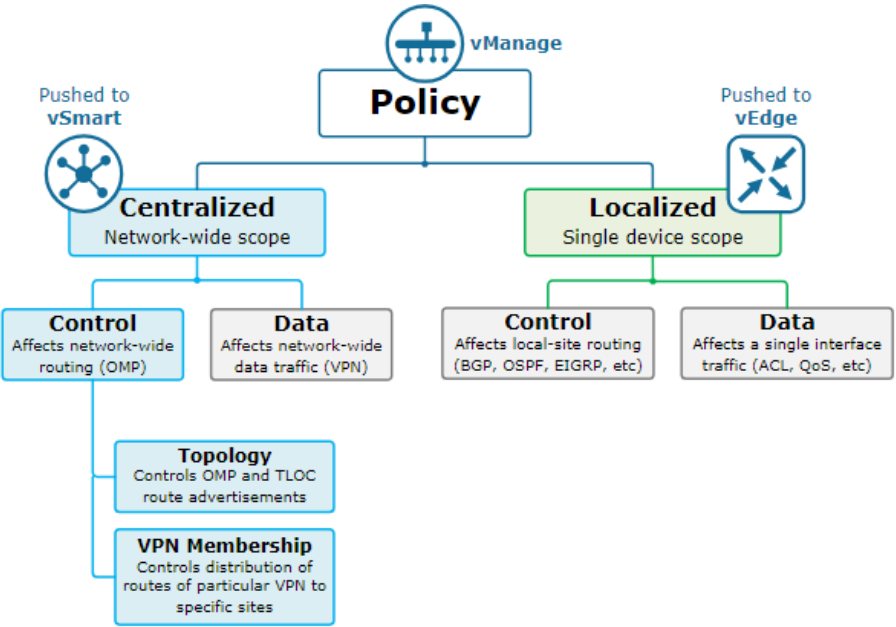 vManage
Policy
Pushed to
vSmart
Pushed to
vEdge
Centralized
Network-wide scope
Localized
Single device scope
Control
Affects network-wide
routing (OMP)
Data
Affects network-wide
data traffic (VPN)
Control
Affects local-site routing
(BGP, OSPF, EIGRP, etc)
Data
Affects a single interface
traffic (ACL, QoS, etc)
Topology
Controls OMP and TLOC
route advertisements
VPN Membership
Controls distribution of
routes of particular VPN to
specific sites